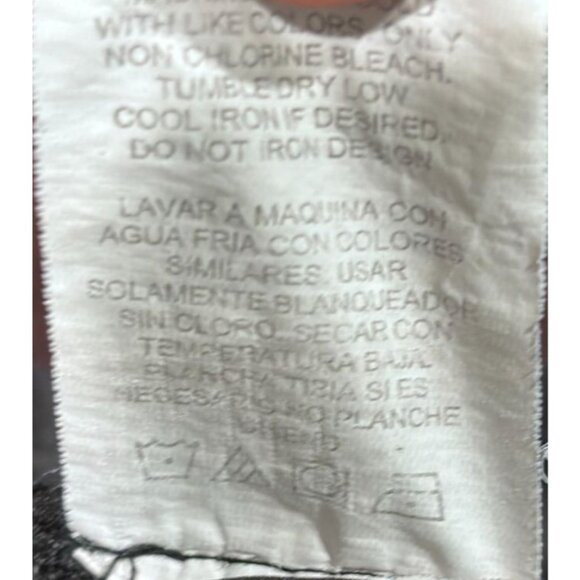 WITH LIKE COLORS. ONLY
NON CHLORINE BLEACH.
TUMBLE DRY LOW
COOL IRON IF DESIRED,
DO NOT IRON DESIGN
LAVAR A MAQUINA CON
AGUA FRIA CON COLORES
SIMILARES. USAR
SOLAMENTE BLANQUEADOR
SIN CLORO. SECAR CON
TEMPERATURA BAJA.
PLANCHA TIBIA SI ES
NECESARIO NO PLANCHE